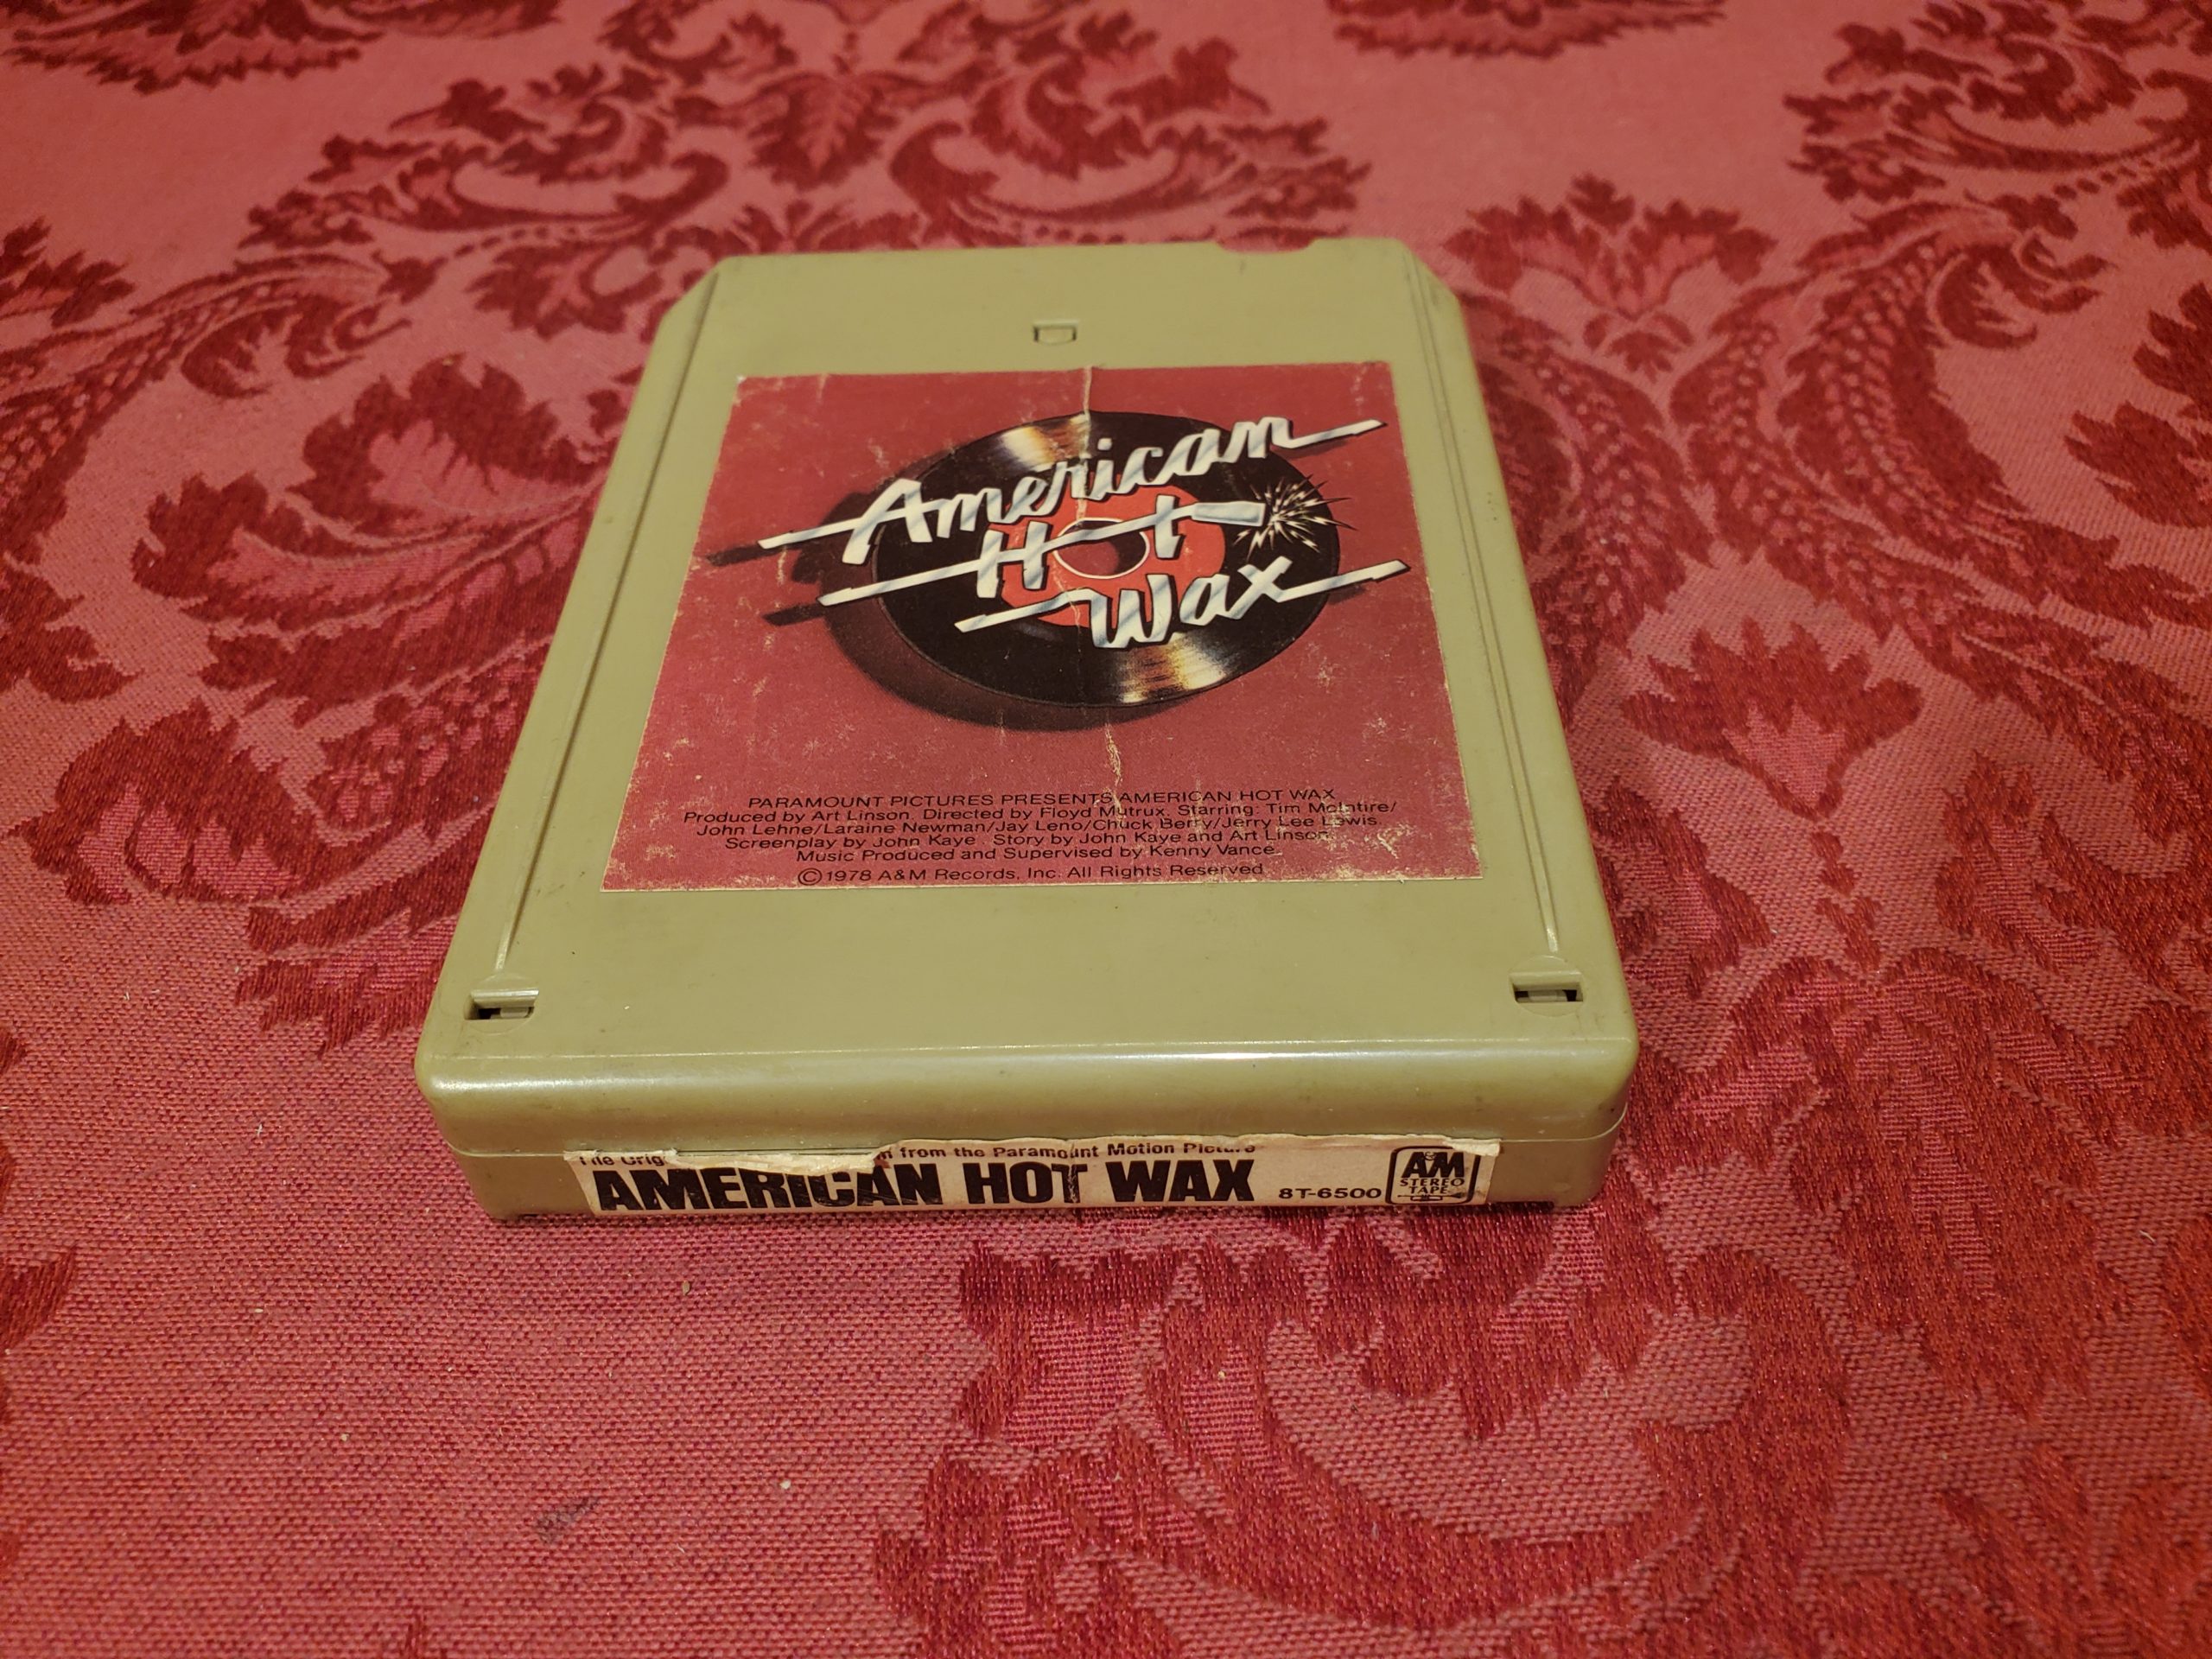 American
Hot
Wax
PARAMOUNT PICTURES PRESENTS AMERICAN HOT WAX
Produced by Art Linson. Directed by Floyd Mutrux. Starring: Tim McIntire/
John Lehne/Laraine Newman/Jay Leno/Chuck Berry/Jerry Lee Lewis.
Screenplay by John Kaye. Story by John Kaye and Art Linson.
Music Produced and Supervised by Kenny Vance.
©1978 A&M Records, Inc. All Rights Reserved
The from the Paramount Motion Picture
AMERICAN HOT WAX
8T-6500
A&M
STEREO
TAPE